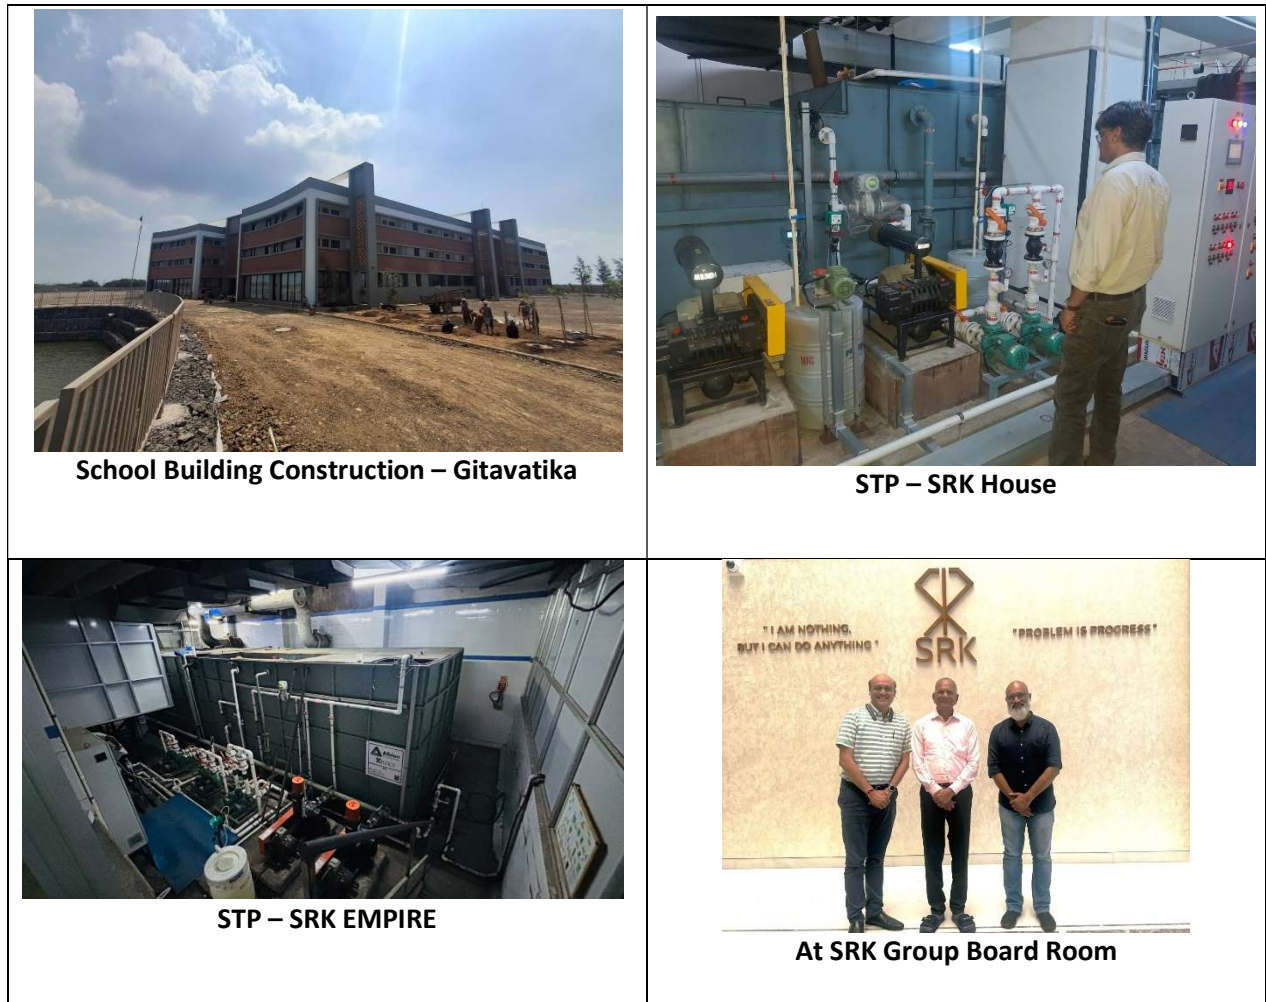 School Building Construction – Gitavatika
STP – SRK House
STP – SRK EMPIRE
"I AM NOTHING,
BUT I CAN DO ANYTHING"
SRK
"PROBLEM IS PROGRESS"
At SRK Group Board Room